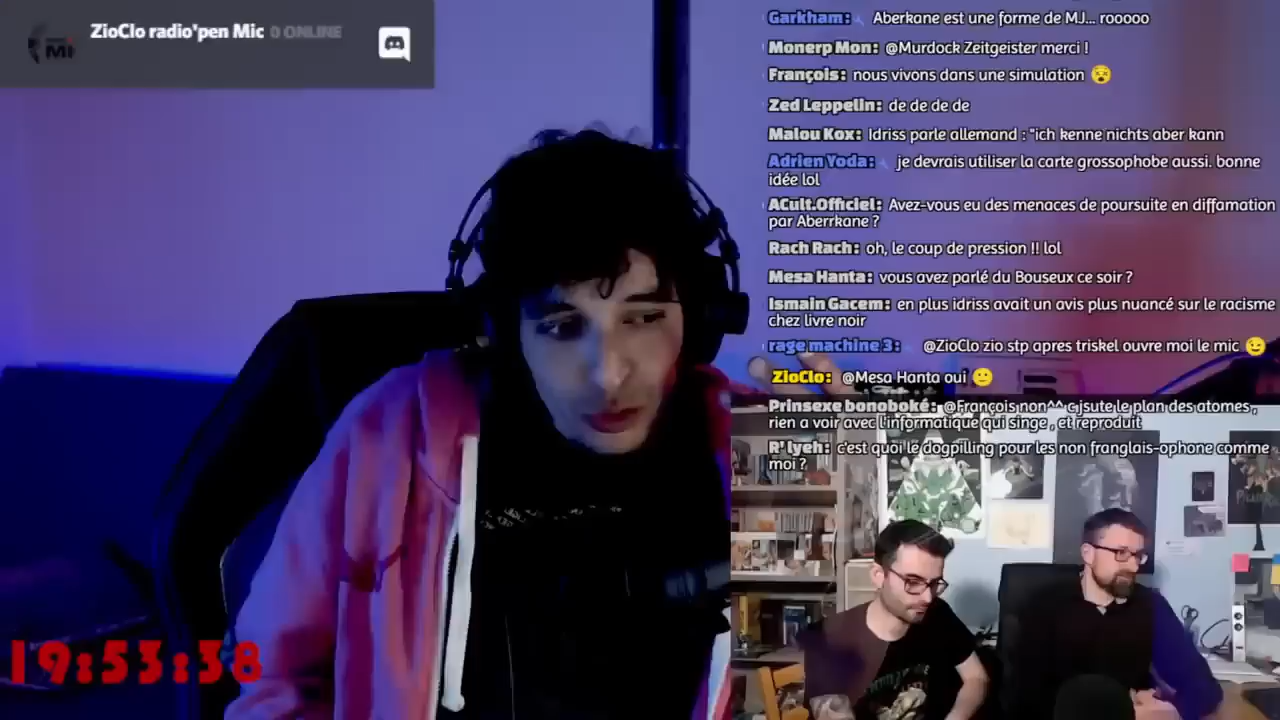 ZioClo radio'pen Mic 0 ONLINE
MI
Garkham: Aberkane est une forme de MJ... rooooo
Monerp Mon: @Murdock Zeitgeister merci !
François: nous vivons dans une simulation 😵
Zed Leppelin: de de de de
Malou Kox: Idriss parle allemand : "ich kenne nichts aber kann
Adrien Yoda: je devrais utiliser la carte grossophobe aussi. bonne
idée lol
ACult.Officiel: Avez-vous eu des menaces de poursuite en diffamation
par Aberrkane ?
Rach Rach: oh, le coup de pression !! lol
Mesa Hanta: vous avez parlé du Bouseux ce soir ?
Ismain Gacem: en plus idriss avait un avis plus nuancé sur le racisme
chez livre noir
rage machine 3: @ZioClo zio stp apres triskel ouvre moi le mic 😉
ZioClo: @Mesa Hanta oui 🙂
Prinsexe bonoboké: @François non^^ c jsute le plan des atomes ,
rien a voir avec l'informatique qui singe , et reproduit
R'lyeh: c'est quoi le dogpilling pour les non franglais-ophone comme
moi ?
19:53:38